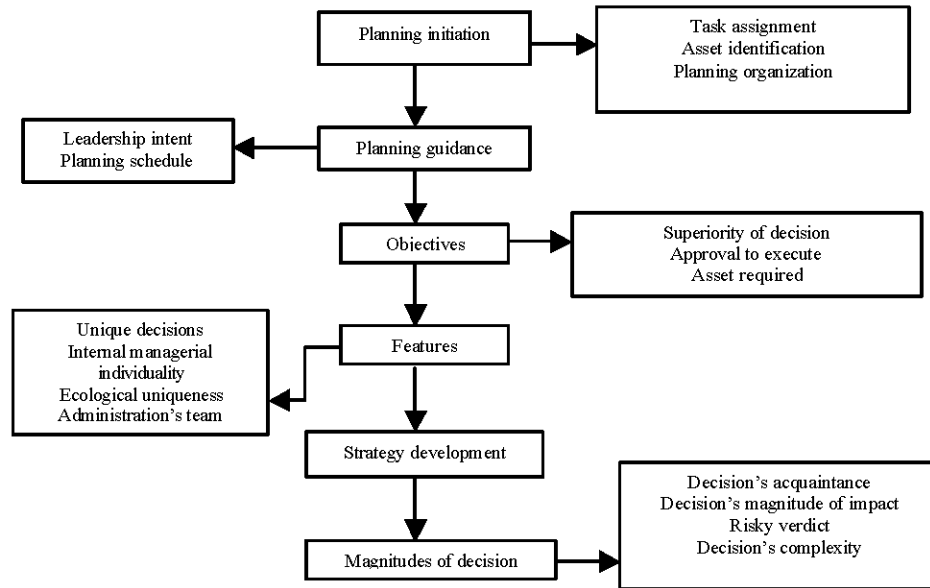 Planning initiation
Task assignment
Asset identification
Planning organization
Leadership intent
Planning schedule
Planning guidance
Objectives
Superiority of decision
Approval to execute
Asset required
Unique decisions
Internal managerial
individuality
Ecological uniqueness
Administration's team
Features
Strategy development
Decision's acquaintance
Decision's magnitude of impact
Risky verdict
Decision's complexity
Magnitudes of decision